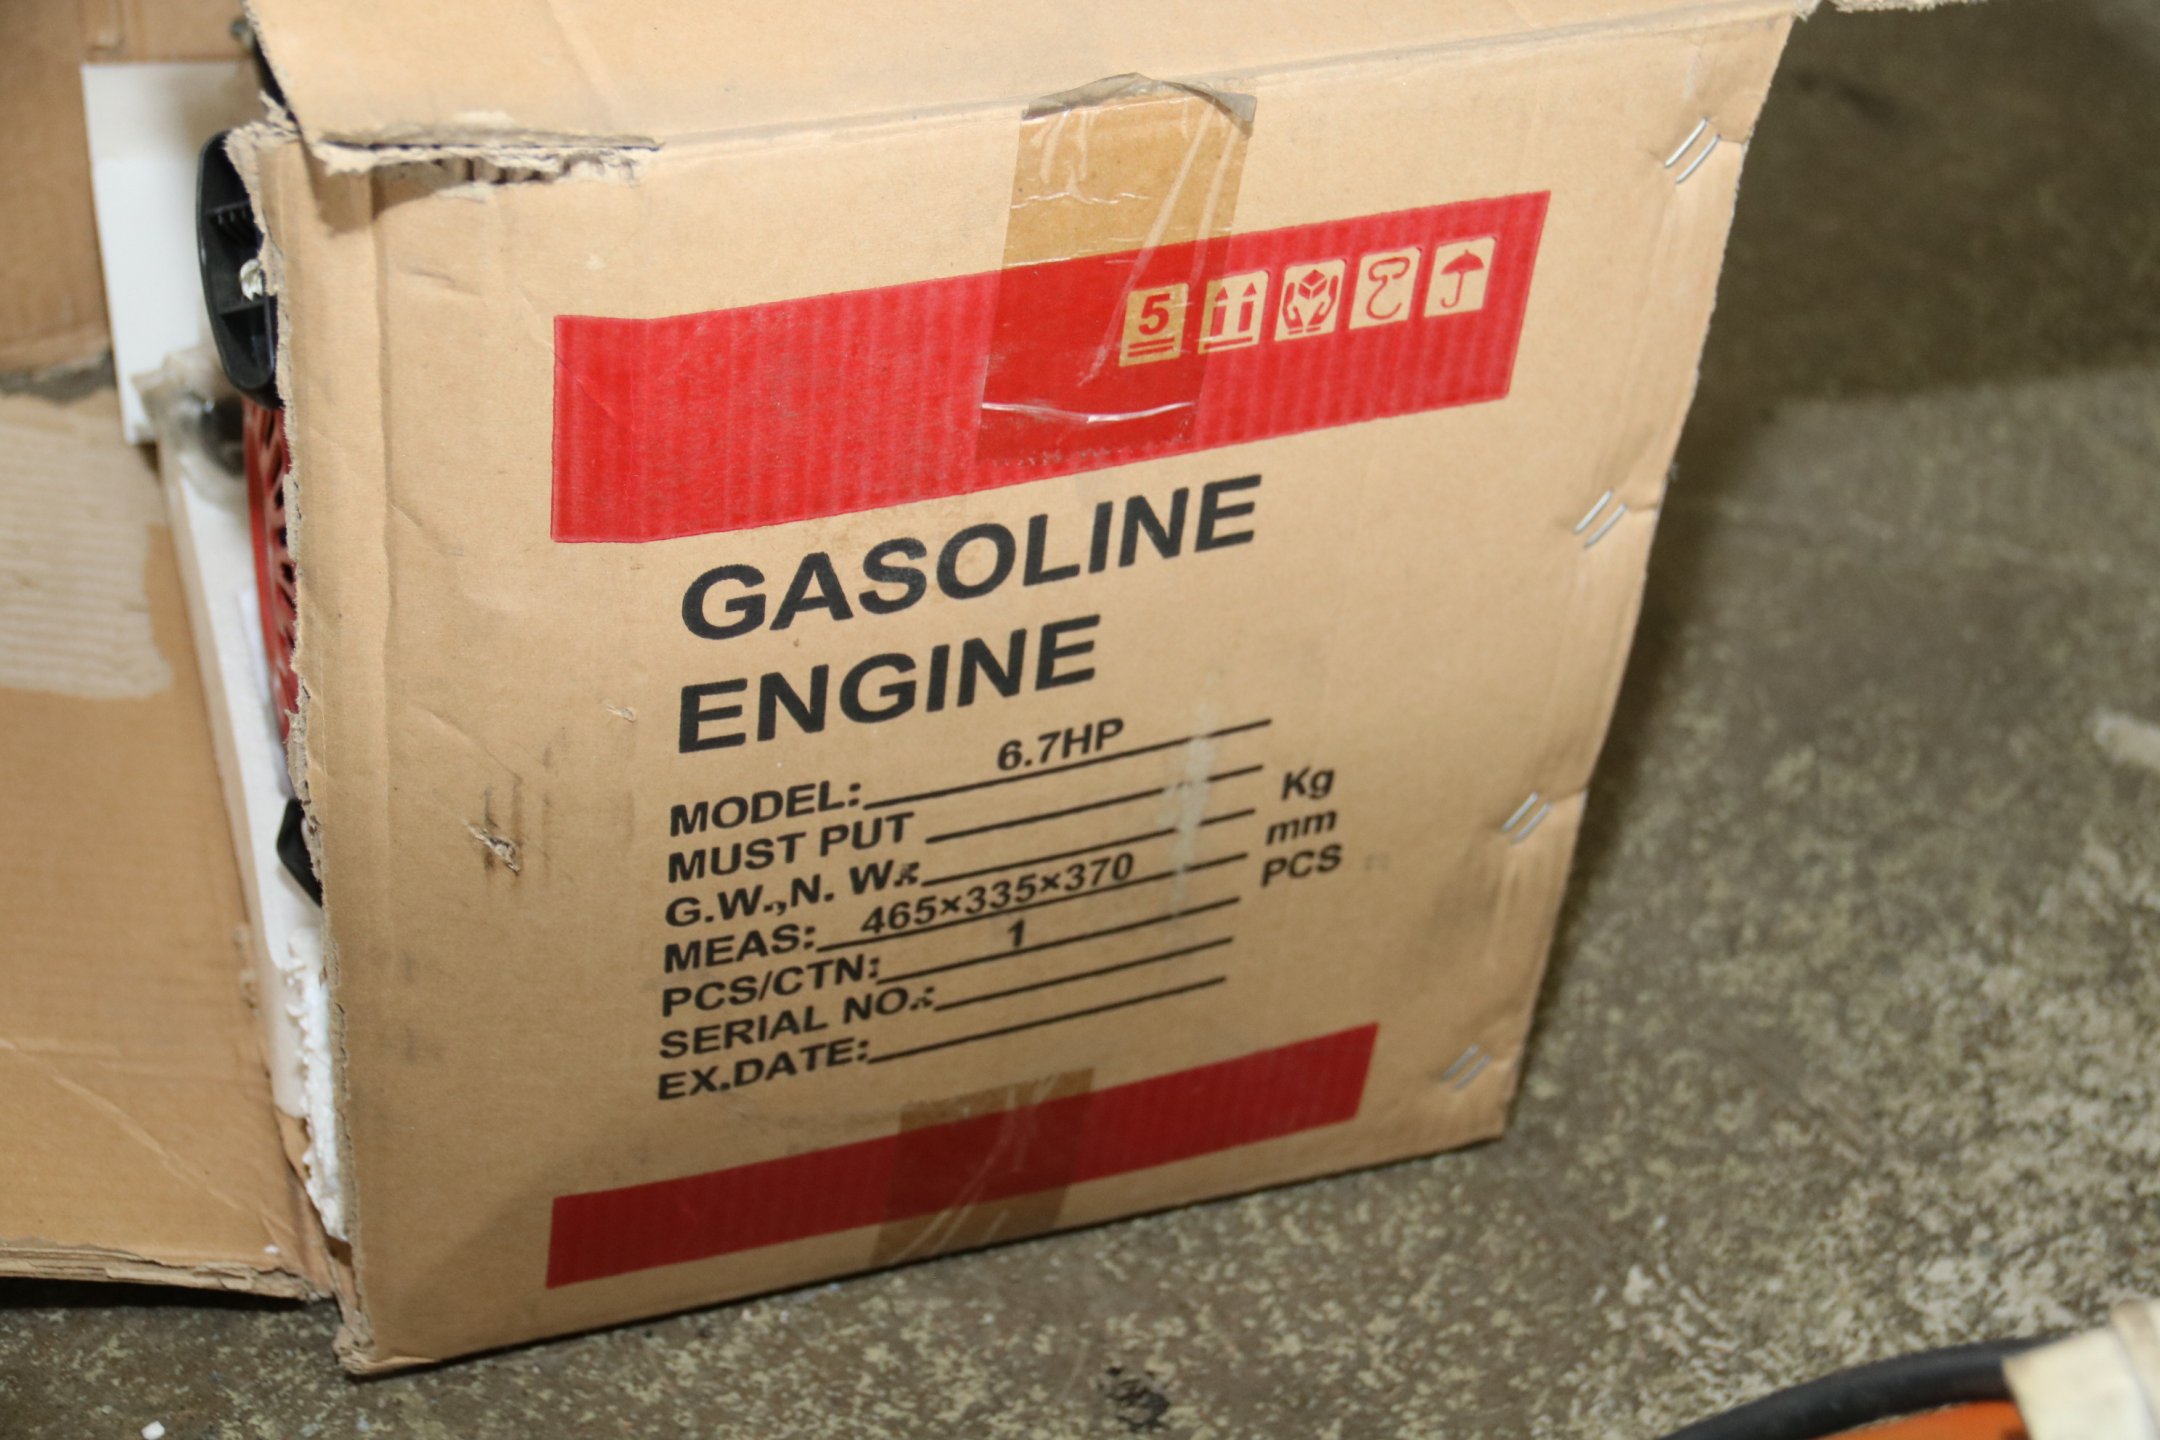 5
GASOLINE
ENGINE
MODEL: 6.7HP
MUST PUT
G.W.,N. W.: Kg
MEAS: 465×335×370 mm
PCS/CTN: 1 PCS
SERIAL NO.:
EX.DATE: